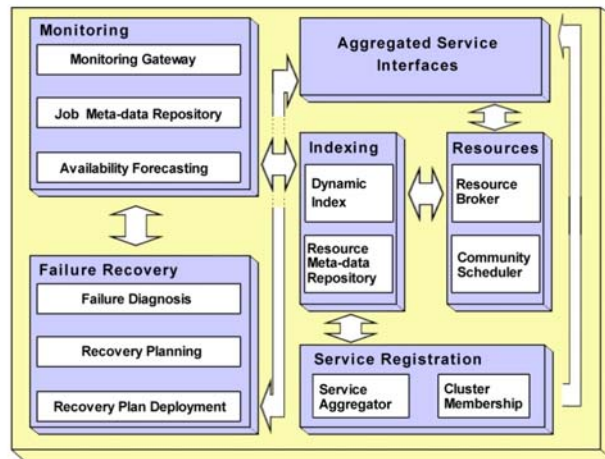 Monitoring
Monitoring Gateway
Job Meta-data Repository
Availability Forecasting
Aggregated Service
Interfaces
Indexing
Dynamic
Index
Resource
Meta-data
Repository
Resources
Resource
Broker
Community
Scheduler
Failure Recovery
Failure Diagnosis
Recovery Planning
Recovery Plan Deployment
Service Registration
Service
Aggregator
Cluster
Membership